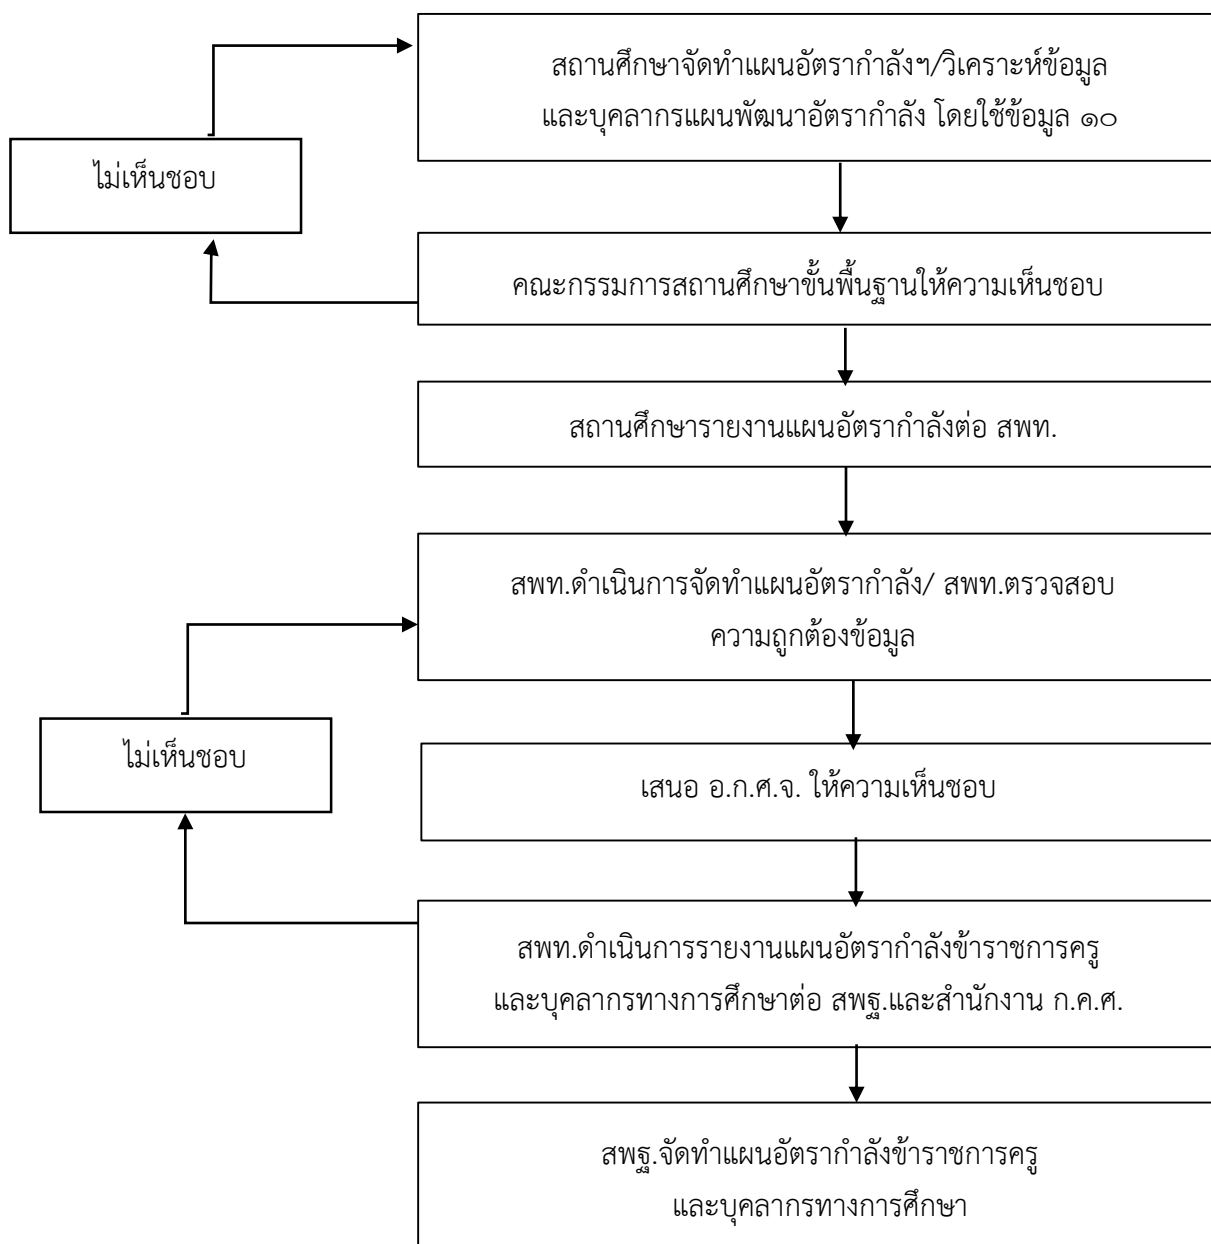 สถานศึกษาจัดทำแผนอัตรากำลังฯ/วิเคราะห์ข้อมูล
และบุคลากรแผนพัฒนาอัตรากำลัง โดยใช้ข้อมูล ๑๐
ไม่เห็นชอบ
คณะกรรมการสถานศึกษาขั้นพื้นฐานให้ความเห็นชอบ
สถานศึกษารายงานแผนอัตรากำลังต่อ สพท.
สพท.ดำเนินการจัดทำแผนอัตรากำลัง/ สพท.ตรวจสอบ
ความถูกต้องข้อมูล
ไม่เห็นชอบ
เสนอ อ.ก.ศ.จ. ให้ความเห็นชอบ
สพท.ดำเนินการรายงานแผนอัตรากำลังข้าราชการครู
และบุคลากรทางการศึกษาต่อ สพฐ.และสำนักงาน ก.ค.ศ.
สพฐ.จัดทำแผนอัตรากำลังข้าราชการครู
และบุคลากรทางการศึกษา